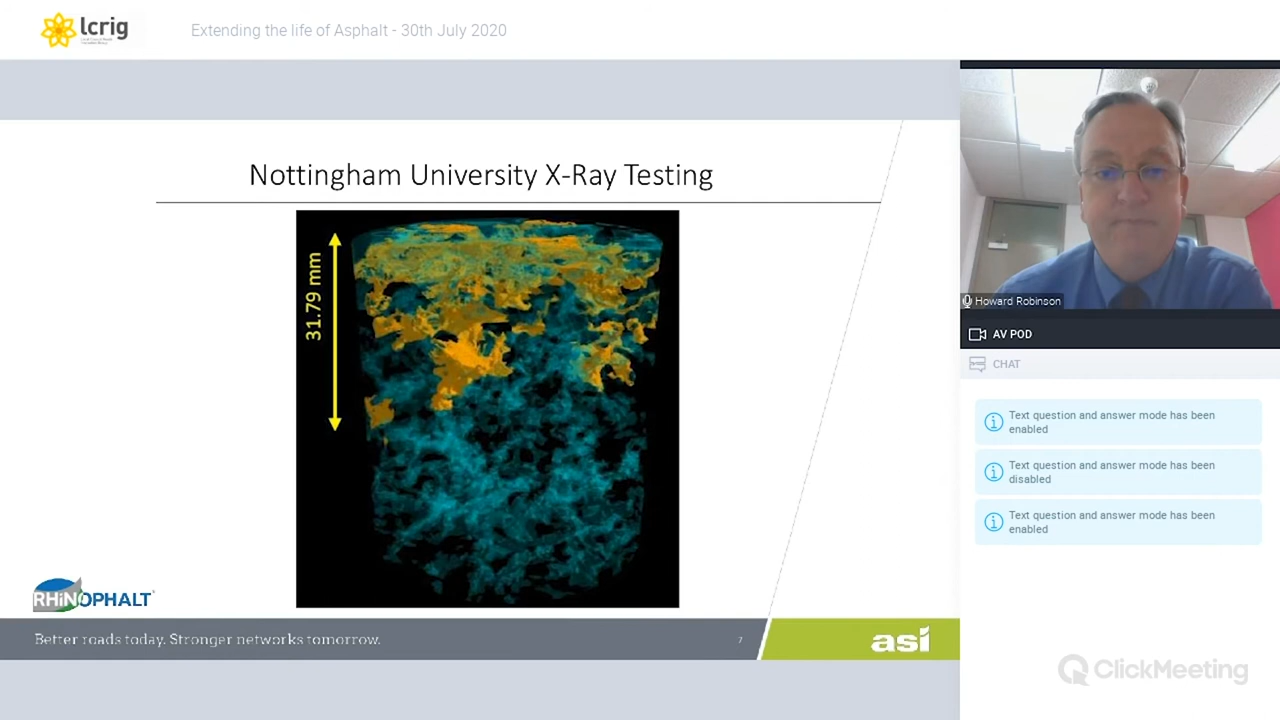 lcrig
Extending the life of Asphalt - 30th July 2020
Nottingham University X-Ray Testing
31.79 mm
RHiNOPHALT
Better roads today. Stronger networks tomorrow.
7
asi
Howard Robinson
AV POD
CHAT
Text question and answer mode has been
enabled
Text question and answer mode has been
disabled
Text question and answer mode has been
enabled
ClickMeeting